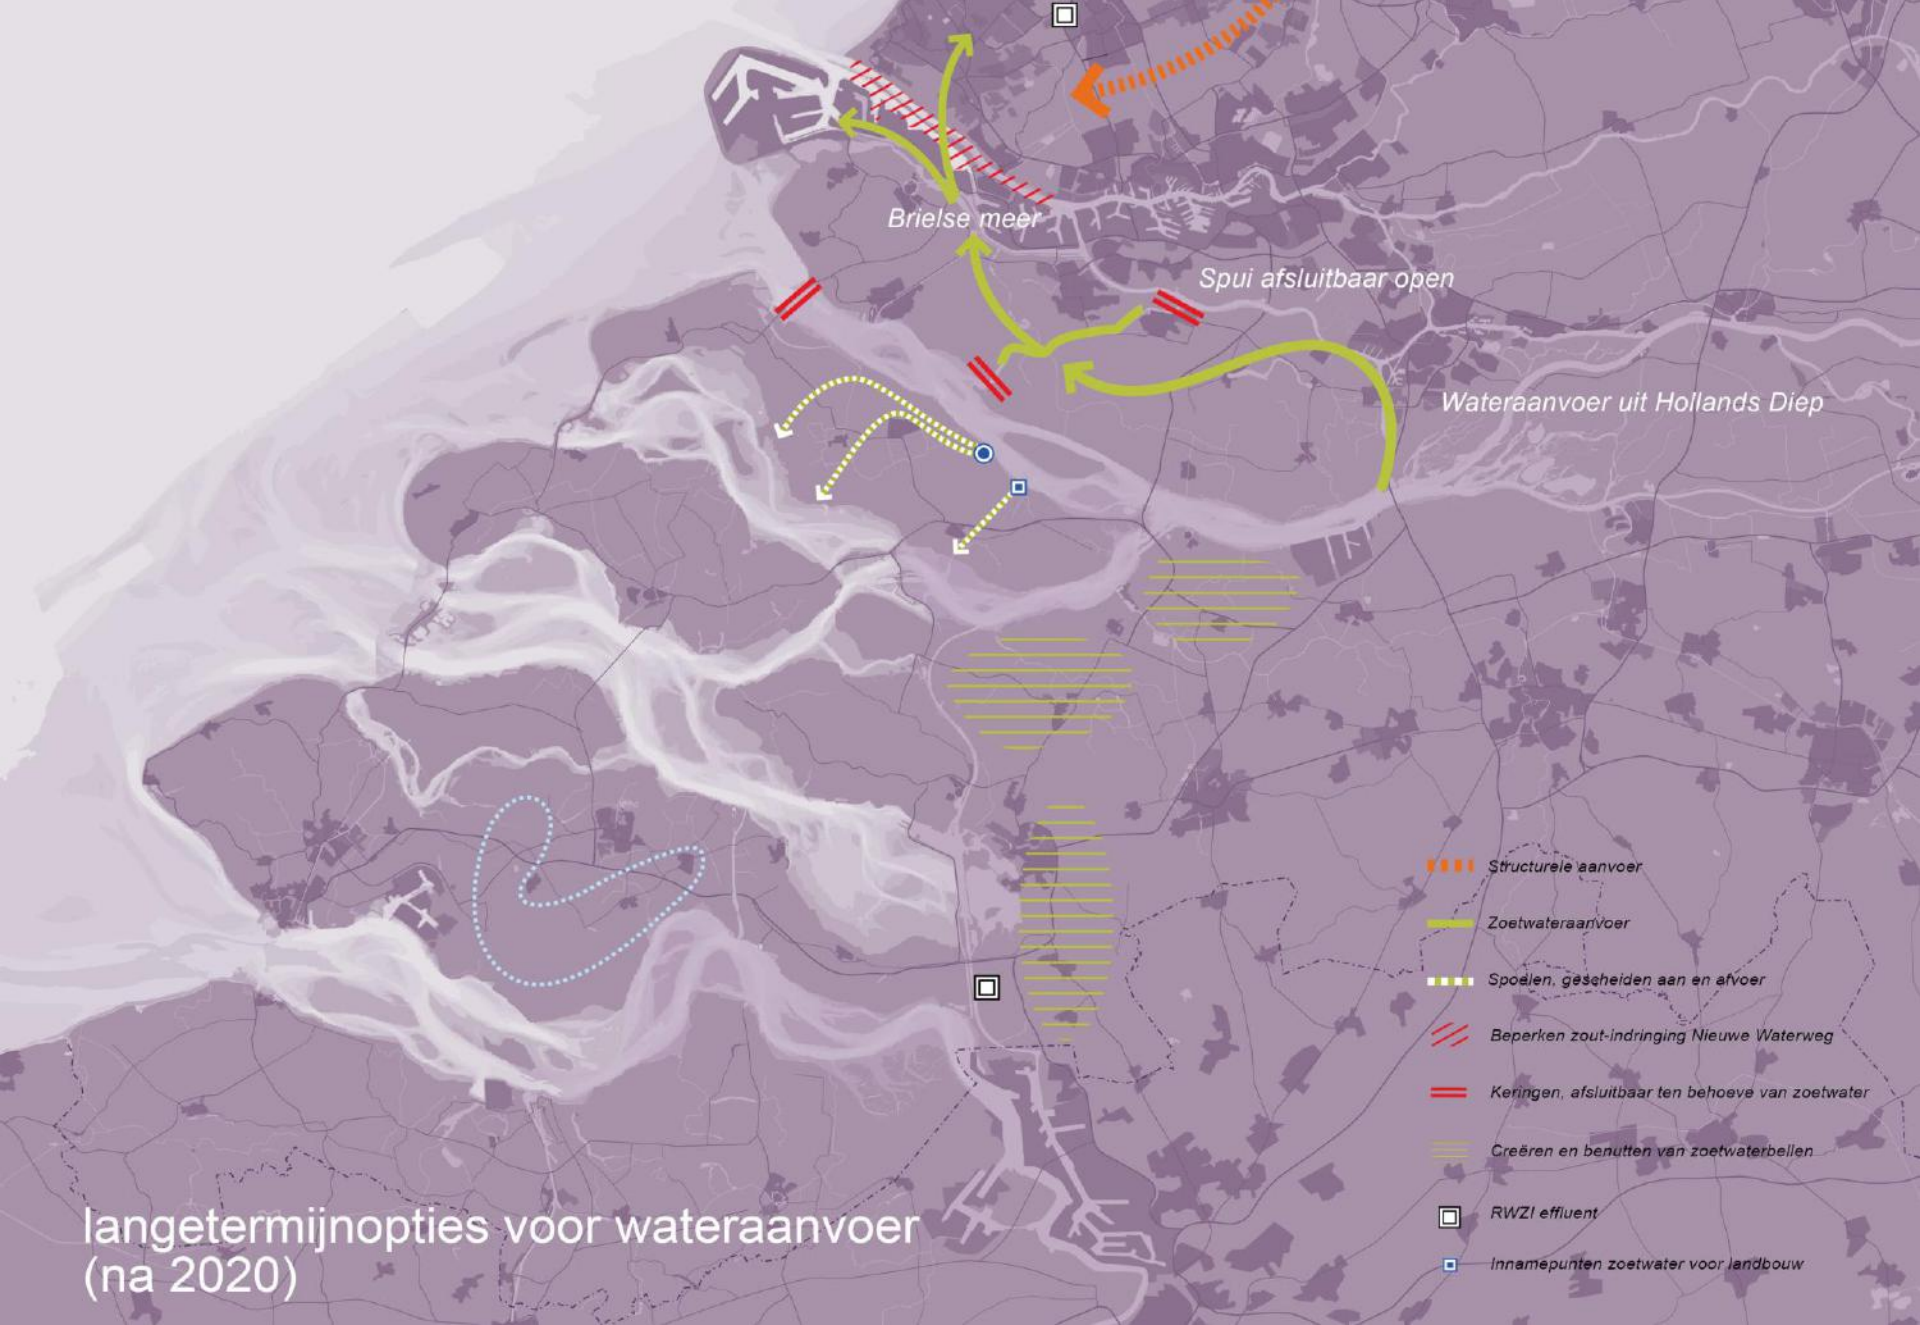 Brielse meer
Spui afsluitbaar open
Wateraanvoer uit Hollands Diep
Structurele aanvoer
Zoetwateraanvoer
Spoelen, gescheiden aan en afvoer
Beperken zout-indringing Nieuwe Waterweg
Keringen, afsluitbaar ten behoeve van zoetwater
Creëren en benutten van zoetwaterbellen
RWZI effluent
Innamepunten zoetwater voor landbouw
langetermijnopties voor wateraanvoer
(na 2020)